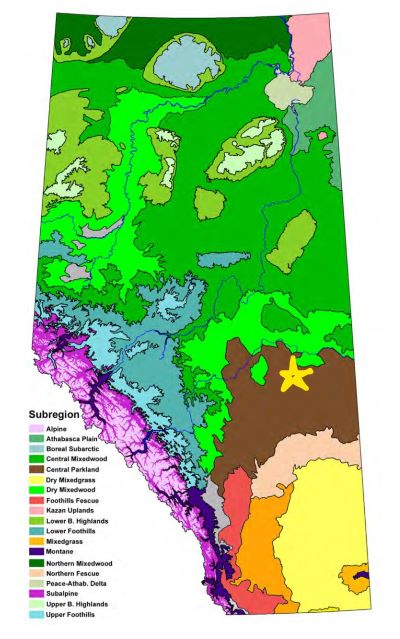 Subregion
Alpine
Athabasca Plain
Boreal Subarctic
Central Mixedwood
Central Parkland
Dry Mixedgrass
Dry Mixedwood
Foothills Fescue
Kazan Uplands
Lower B. Highlands
Lower Foothills
Mixedgrass
Montane
Northern Mixedwood
Northern Fescue
Peace-Athab. Delta
Subalpine
Upper B. Highlands
Upper Foothills